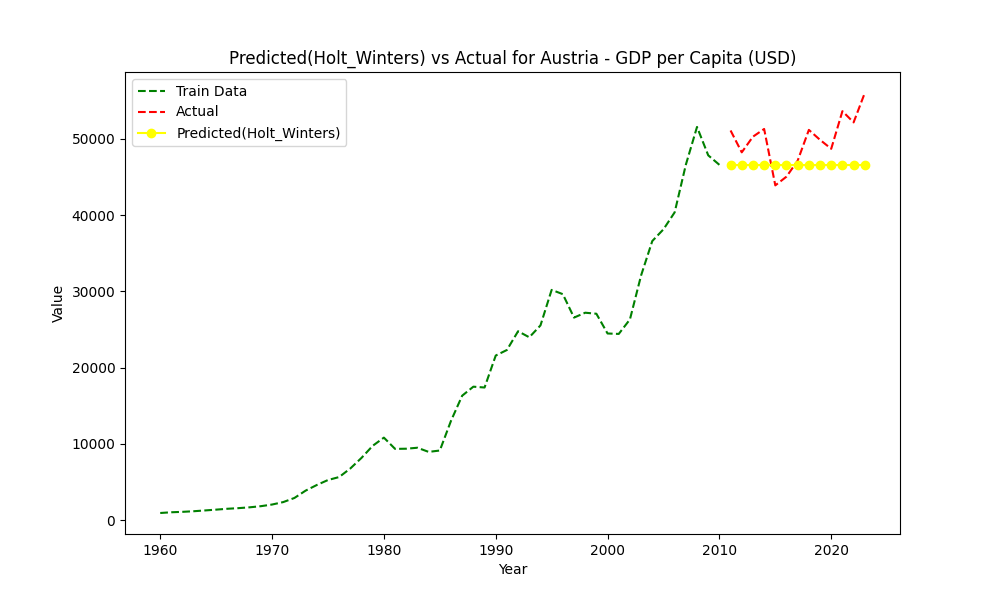 Predicted(Holt_Winters) vs Actual for Austria - GDP per Capita (USD)
Train Data
Actual
Predicted(Holt_Winters)
50000
40000
30000
20000
10000
0
Value
1960 1970 1980 1990 2000 2010 2020
Year